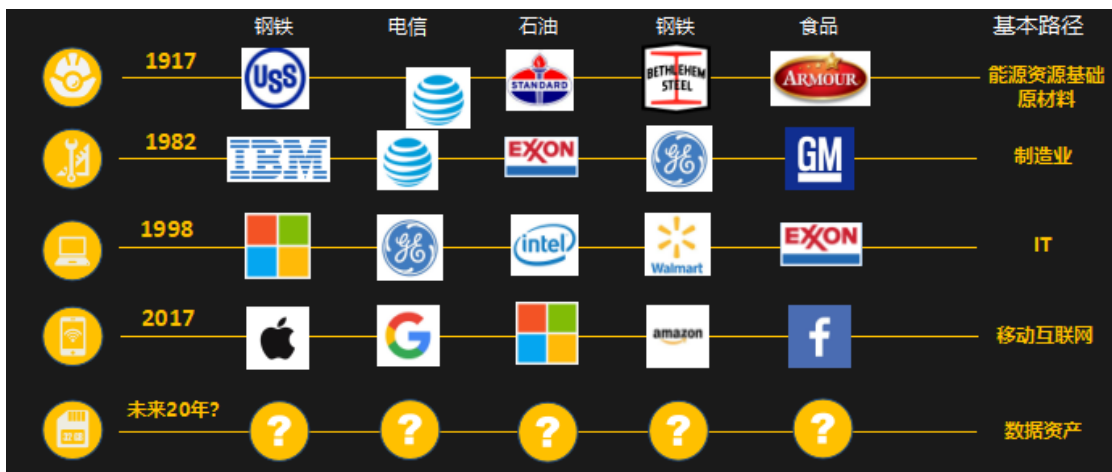 钢铁 电信 石油 钢铁 食品 基本路径
1917 USS STANDARD BETHLEHEM STEEL ARMOUR 能源资源基础原材料
1982 IBM EXXON GE GM 制造业
1998 GE intel Walmart EXXON IT
2017 G amazon f 移动互联网
32 GB 未来20年? ? ? ? ? ? 数据资产